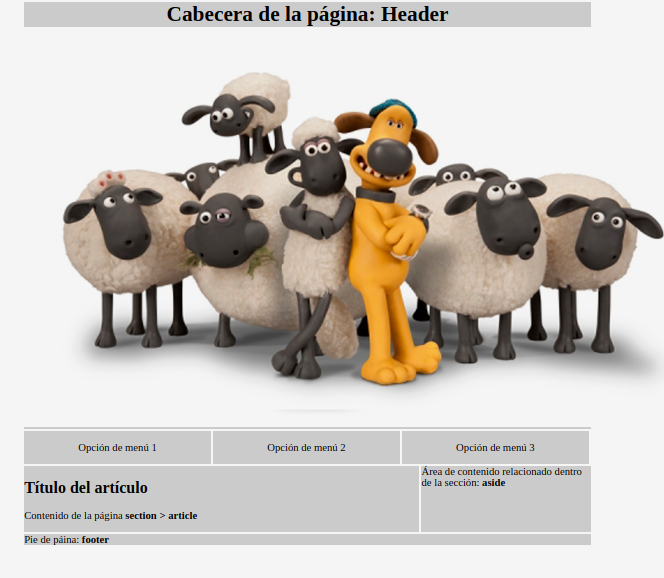 Cabecera de la página: Header
Opción de menú 1
Opción de menú 2
Opción de menú 3
Título del artículo
Contenido de la página section > article
Área de contenido relacionado dentro
de la sección: aside
Pie de páina: footer